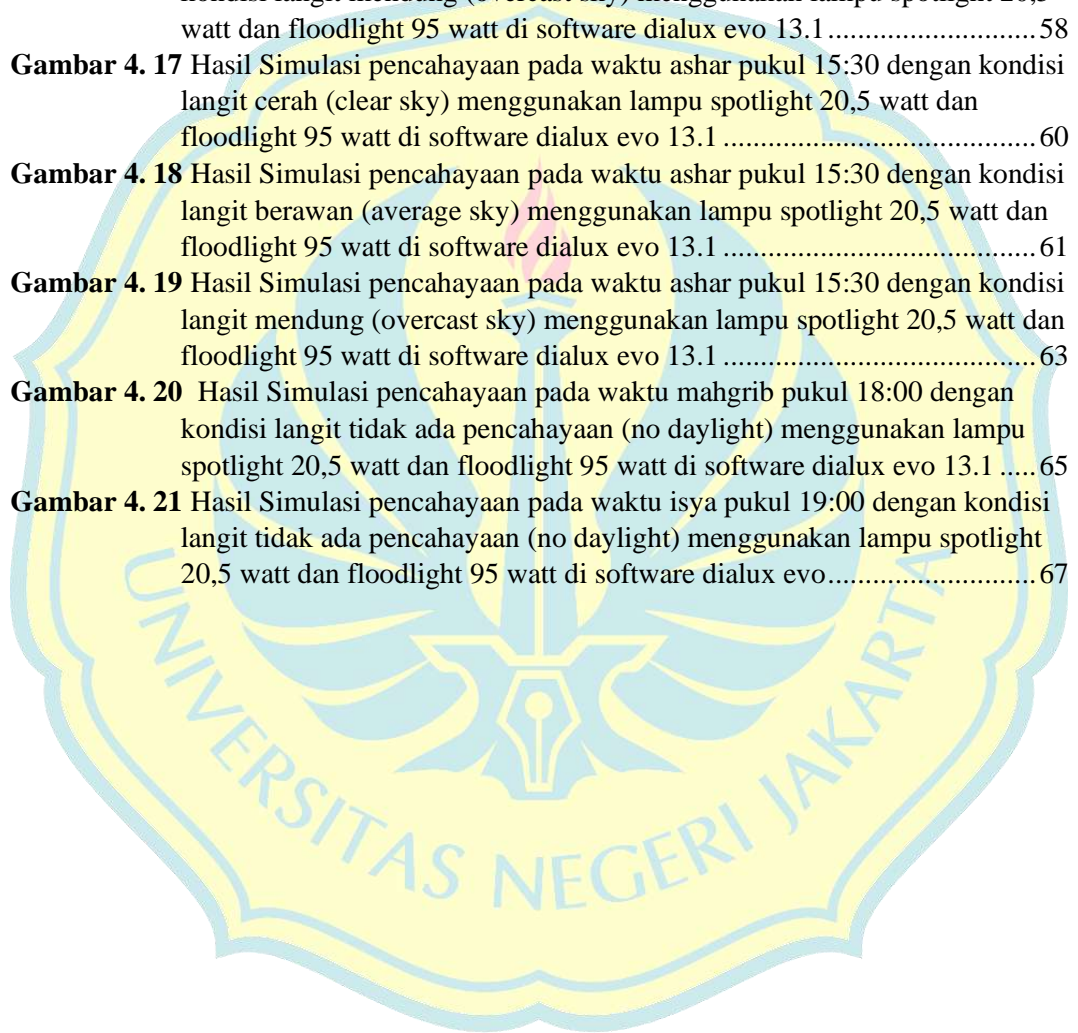 kondisi langit mendung (overcast sky) menggunakan lampu spotlight 20,5
watt dan floodlight 95 watt di software dialux evo 13.1............................58
Gambar 4. 17 Hasil Simulasi pencahayaan pada waktu ashar pukul 15:30 dengan kondisi
langit cerah (clear sky) menggunakan lampu spotlight 20,5 watt dan
floodlight 95 watt di software dialux evo 13.1 ..........................................60
Gambar 4. 18 Hasil Simulasi pencahayaan pada waktu ashar pukul 15:30 dengan kondisi
langit berawan (average sky) menggunakan lampu spotlight 20,5 watt dan
floodlight 95 watt di software dialux evo 13.1 ..........................................61
Gambar 4. 19 Hasil Simulasi pencahayaan pada waktu ashar pukul 15:30 dengan kondisi
langit mendung (overcast sky) menggunakan lampu spotlight 20,5 watt dan
floodlight 95 watt di software dialux evo 13.1 ..........................................63
Gambar 4. 20 Hasil Simulasi pencahayaan pada waktu mahgrib pukul 18:00 dengan
kondisi langit tidak ada pencahayaan (no daylight) menggunakan lampu
spotlight 20,5 watt dan floodlight 95 watt di software dialux evo 13.1 .....65
Gambar 4. 21 Hasil Simulasi pencahayaan pada waktu isya pukul 19:00 dengan kondisi
langit tidak ada pencahayaan (no daylight) menggunakan lampu spotlight
20,5 watt dan floodlight 95 watt di software dialux evo............................67
UNIVERSITAS NEGERI JAKARTA